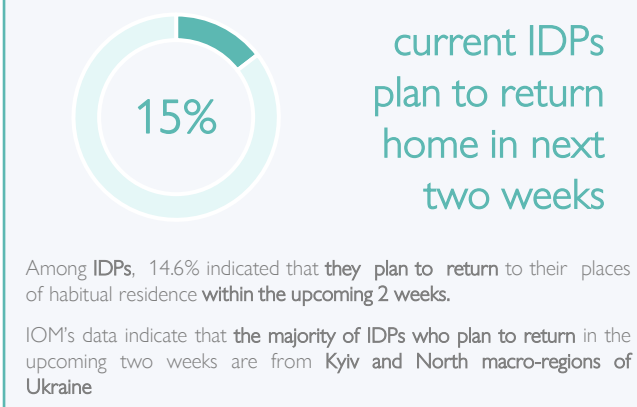 15%
current IDPs
plan to return
home in next
two weeks
Among IDPs, 14.6% indicated that they plan to return to their places
of habitual residence within the upcoming 2 weeks.
IOM's data indicate that the majority of IDPs who plan to return in the
upcoming two weeks are from Kyiv and North macro-regions of
Ukraine